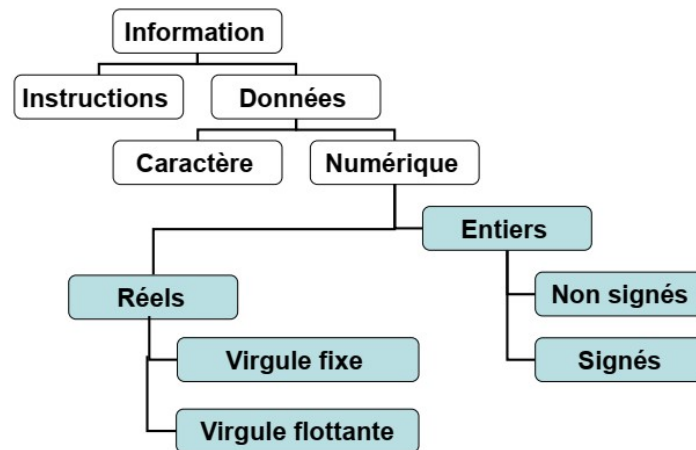 Information
Instructions
Données
Caractère
Numérique
Entiers
Réels
Non signés
Virgule fixe
Signés
Virgule flottante